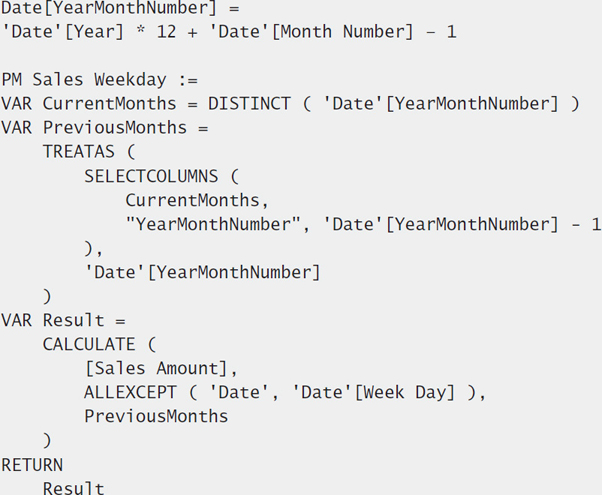 Date[YearMonthNumber] =
'Date'[Year] * 12 + 'Date'[Month Number] – 1
PM Sales Weekday :=
VAR CurrentMonths = DISTINCT ( 'Date'[YearMonthNumber] )
VAR PreviousMonths =
TREATAS (
SELECTCOLUMNS (
CurrentMonths,
"YearMonthNumber", 'Date'[YearMonthNumber] - 1
),
'Date'[YearMonthNumber]
)
VAR Result =
CALCULATE (
[Sales Amount],
ALLEXCEPT ( 'Date', 'Date'[Week Day] ),
PreviousMonths
)
RETURN
Result